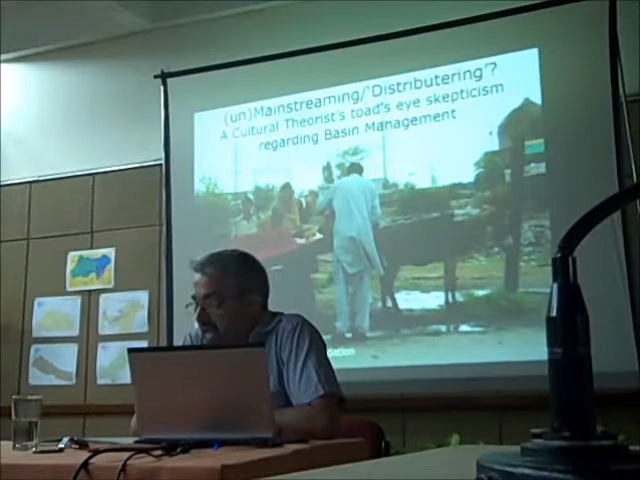 (un)Mainstreaming/'Distributering'?
A Cultural Theorist's toad's eye skepticism
regarding Basin Management